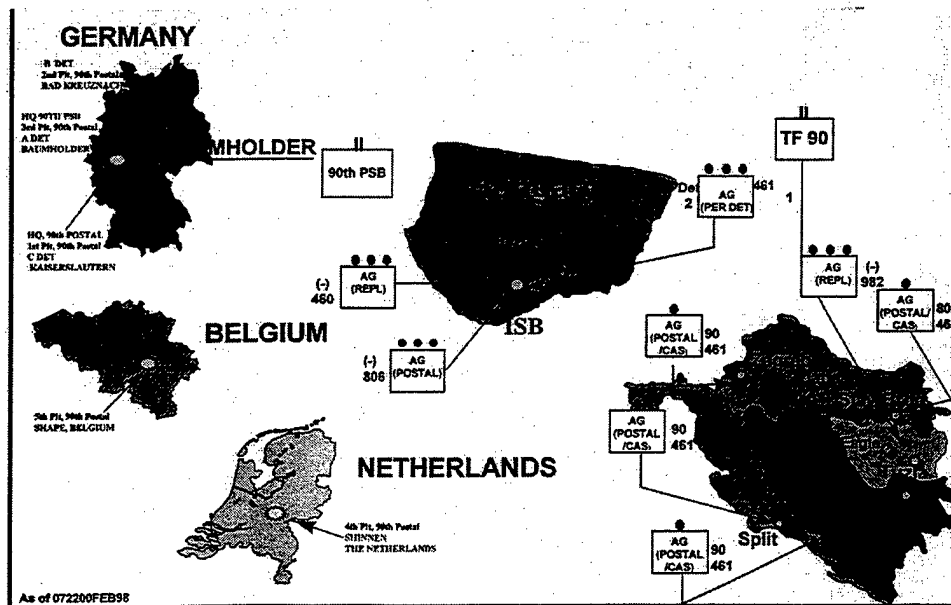 GERMANY
B DET
2nd Plt, 90th Postal
BAD KREUZNACH
HQ 90TH PSB
3rd Plt, 90th Postal
A DET
BAUMHOLDER
MHOLDER
II
90th PSB
HQ, 90th POSTAL
1st Plt, 90th Postal
C DET
KAISERSLAUTERN
II
TF 90
1
Det
2
AG
(PER DET)
461
(-)
460
AG
(REPL)
ISB
(-)
806
AG
(POSTAL)
AG
(REPL)
(-)
982
AG
(POSTAL/
CAS)
AG
(POSTAL
/CAS)
90
461
BELGIUM
5th Plt, 90th Postal
SHAPE, BELGIUM
AG
(POSTAL
/CAS)
90
461
NETHERLANDS
4th Plt, 90th Postal
SHINNEN
THE NETHERLANDS
Split
AG
(POSTAL
/CAS)
90
461